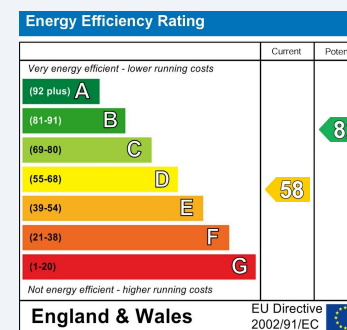 Energy Efficiency Rating
Current
Very energy efficient - lower running costs
(92 plus) A
(81-91) B
(69-80) C
(55-68) D
58
(39-54) E
(21-38) F
(1-20) G
Not energy efficient - higher running costs
England & Wales
EU Directive
2002/91/EC